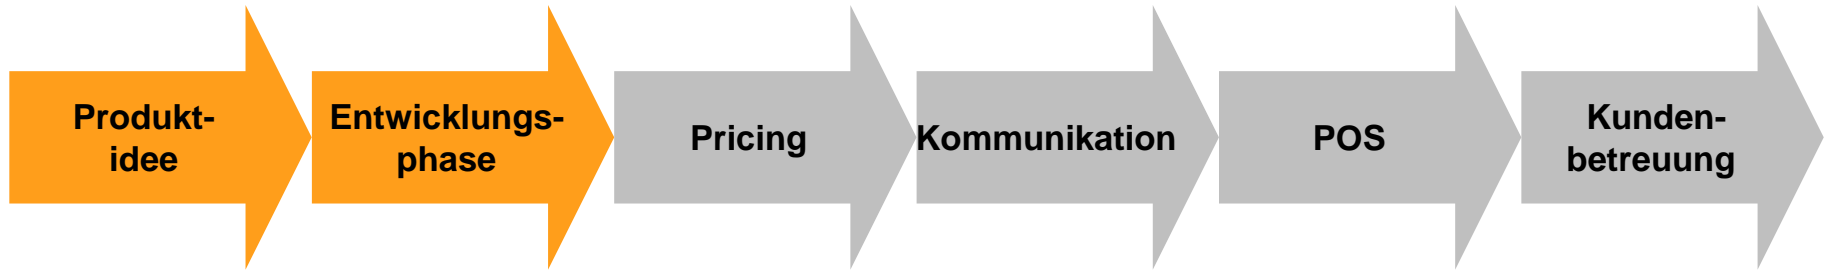 Produkt-
idee
Entwicklungs-
phase
Pricing
Kommunikation
POS
Kunden-
betreuung